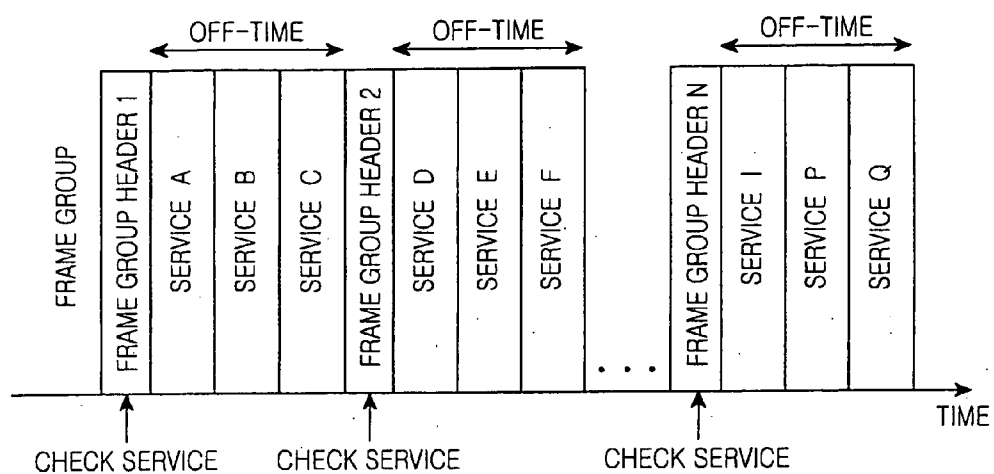 OFF-TIME OFF-TIME OFF-TIME
FRAME GROUP
FRAME GROUP HEADER 1
SERVICE A
SERVICE B
SERVICE C
FRAME GROUP HEADER 2
SERVICE D
SERVICE E
SERVICE F
. . .
FRAME GROUP HEADER N
SERVICE I
SERVICE P
SERVICE Q
TIME
CHECK SERVICE CHECK SERVICE CHECK SERVICE